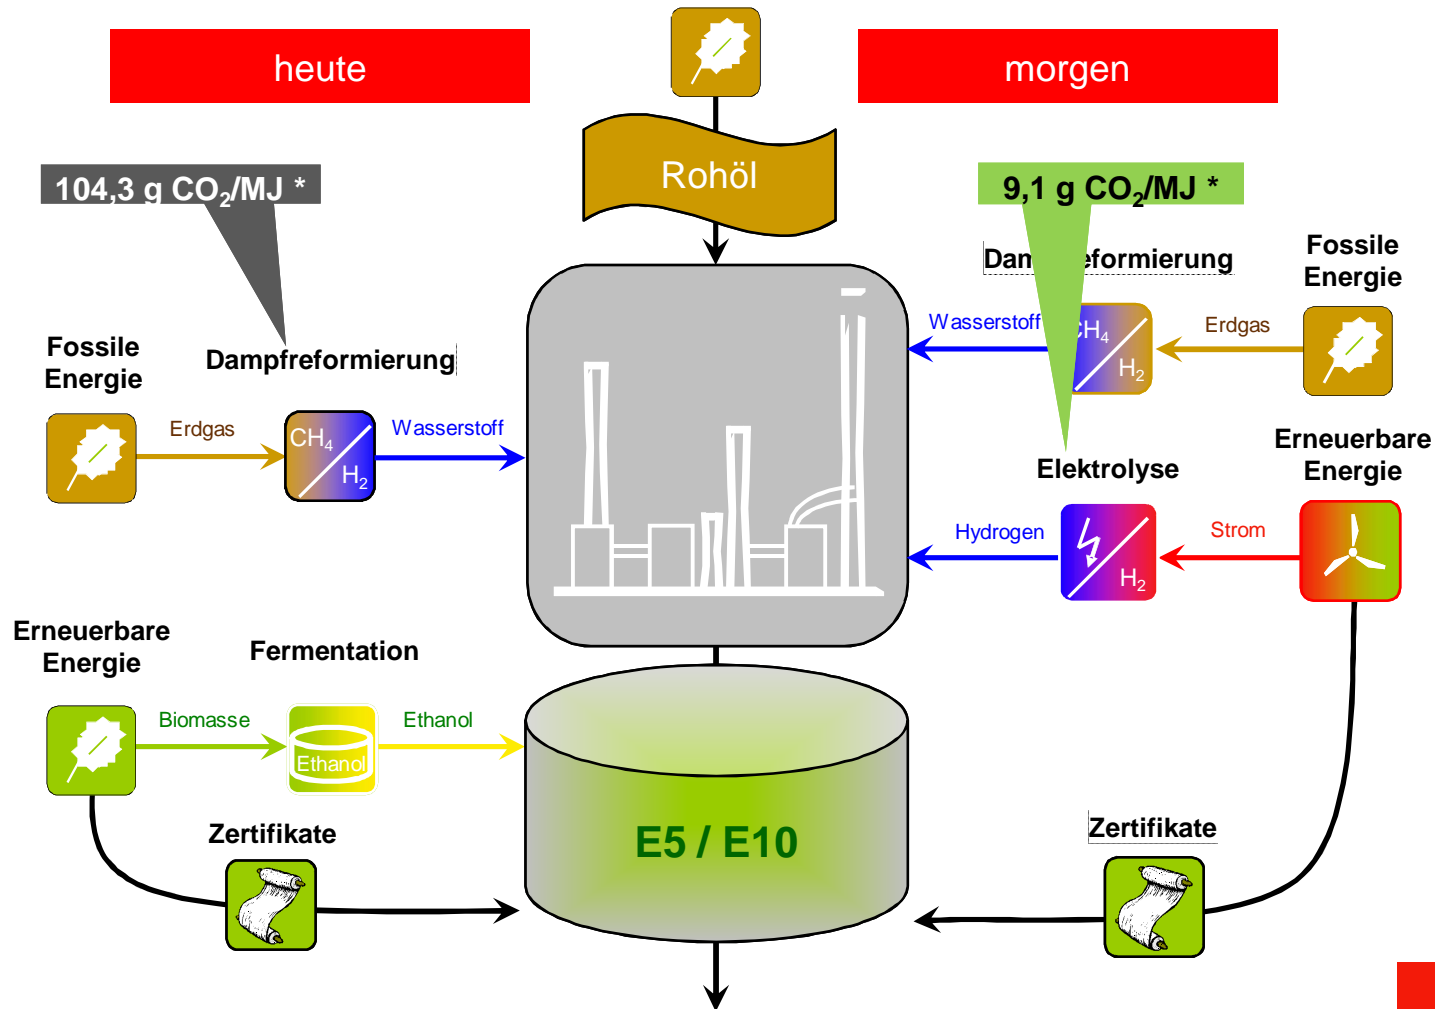 heute
morgen
Rohöl
104,3 g CO₂/MJ *
9,1 g CO₂/MJ *
Fossile
Energie
Dampfreformierung
Erdgas
CH₄
H₂
Wasserstoff
Erneuerbare
Energie
Fermentation
Biomasse
Ethanol
Ethanol
Zertifikate
E5 / E10
Wasserstoff
H₂
Erdgas
Fossile
Energie
Elektrolyse
Erneuerbare
Energie
Hydrogen
H₂
Strom
Zertifikate